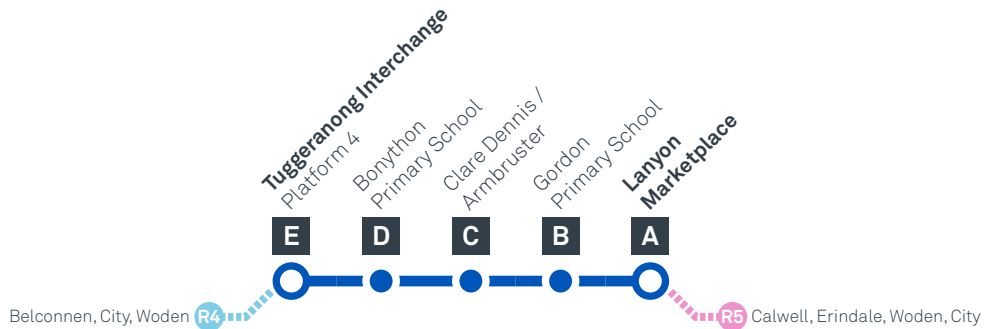 Tuggeranong Interchange
Platform 4
Bonython
Primary School
Clare Dennis /
Armbruster
Gordon
Primary School
Lanyon
Marketplace
E
D
C
B
A
Belconnen, City, Woden R4
R5 Calwell, Erindale, Woden, City